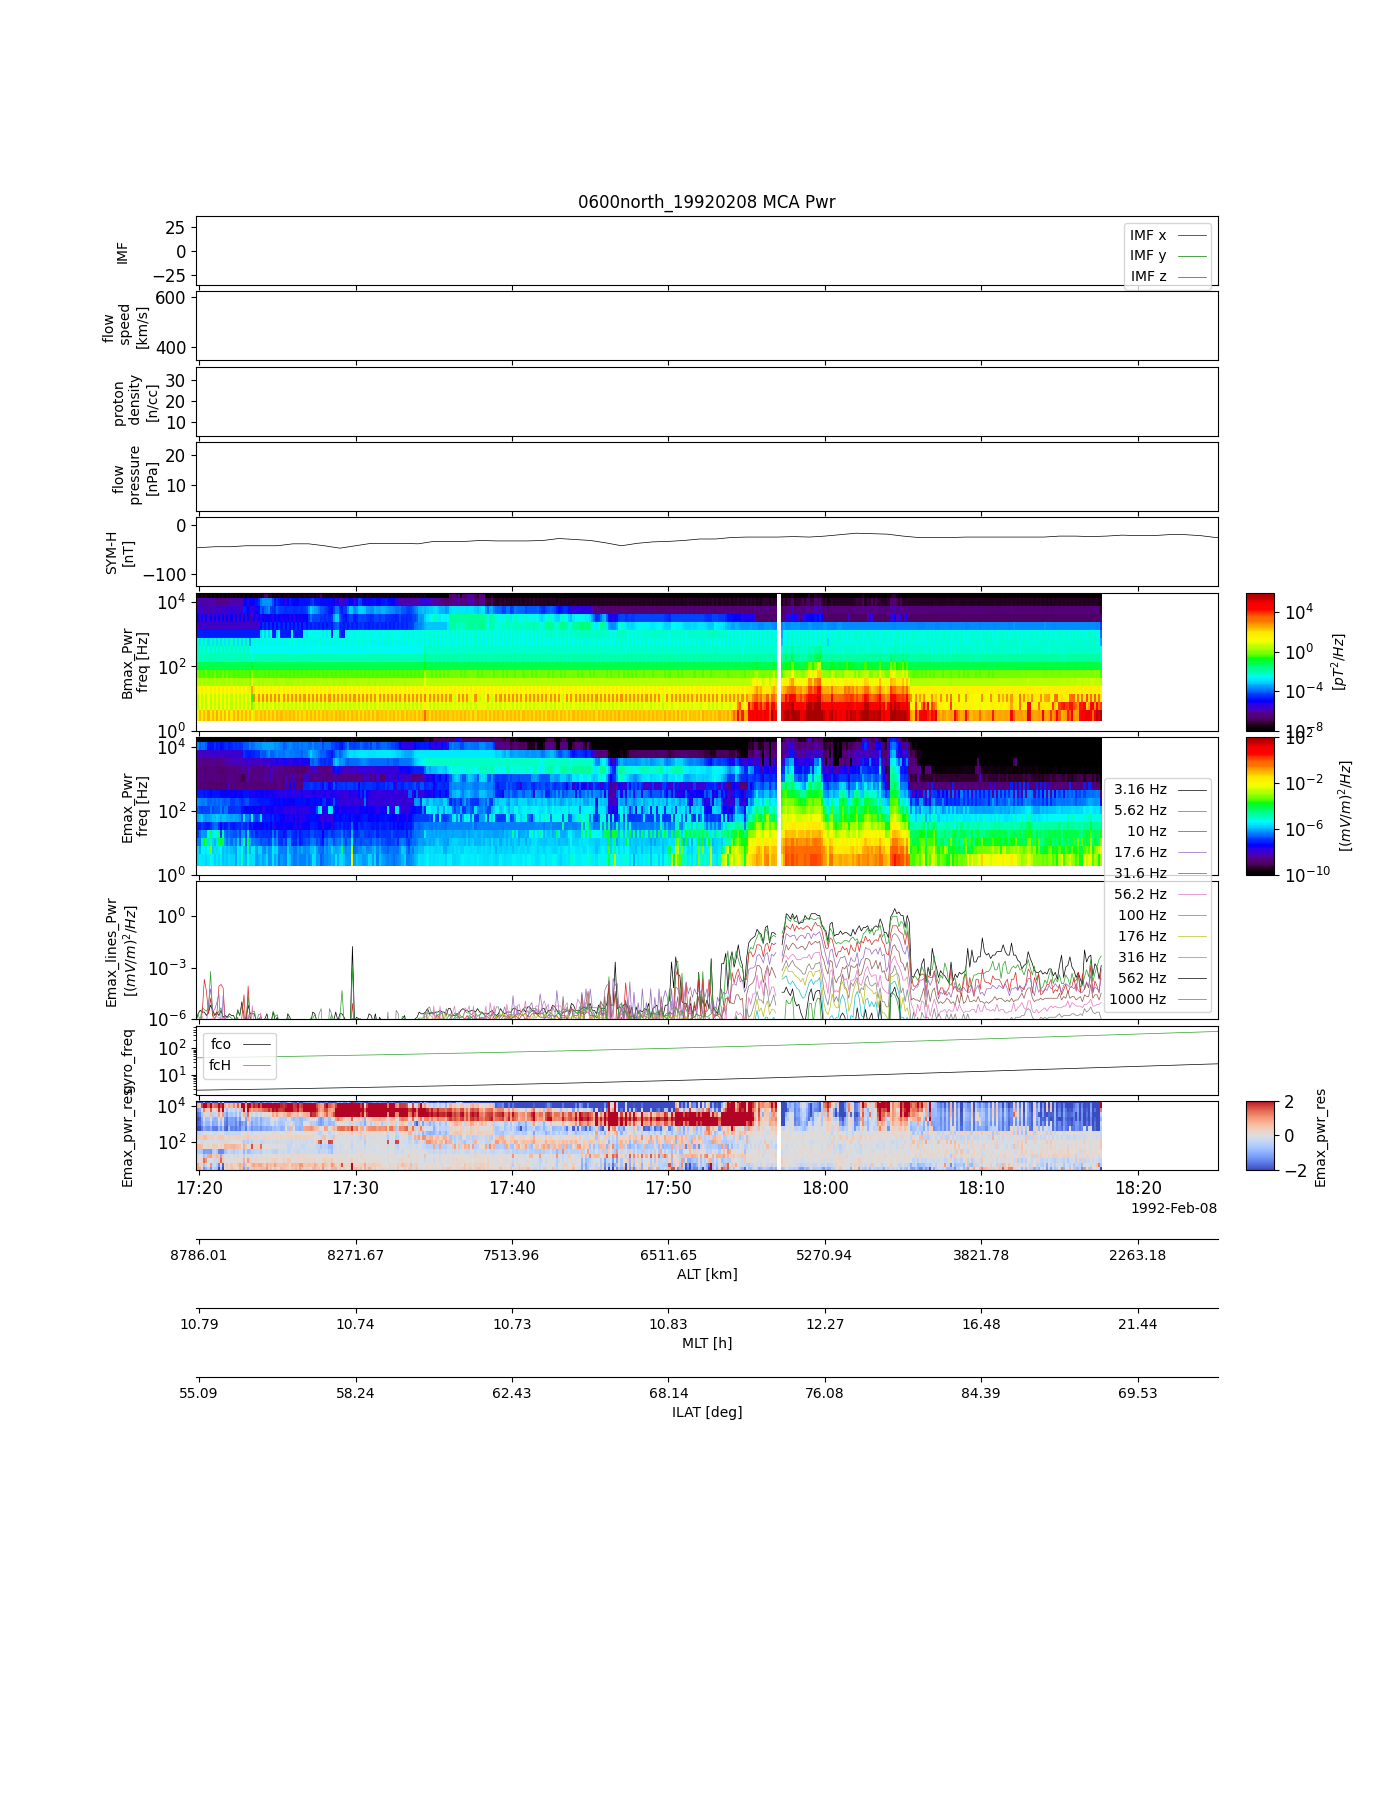 0600north_19920208 MCA Pwr
IMF
25
0
−25
IMF x
IMF y
IMF z
flow
speed
[km/s]
600
400
proton
density
[n/cc]
30
20
10
flow
pressure
[nPa]
20
10
SYM-H
[nT]
0
−100
Bmax_Pwr
freq [Hz]
10^4
10^2
10^0
10^4
10^0
10^−4
10^−8
[pT^2/Hz]
Emax_Pwr
freq [Hz]
10^4
10^2
10^0
10^2
10^−2
10^−6
10^−10
[(mV/m)^2/Hz]
3.16 Hz
5.62 Hz
10 Hz
17.6 Hz
31.6 Hz
56.2 Hz
100 Hz
176 Hz
316 Hz
562 Hz
1000 Hz
Emax_lines_Pwr
[(mV/m)^2/Hz]
10^0
10^−3
10^−6
gyro_freq
10^2
10^1
fco
fcH
Emax_pwr_res
10^4
10^2
2
0
−2
Emax_pwr_res
17:20 17:30 17:40 17:50 18:00 18:10 18:20
1992-Feb-08
8786.01 8271.67 7513.96 6511.65 5270.94 3821.78 2263.18
ALT [km]
10.79 10.74 10.73 10.83 12.27 16.48 21.44
MLT [h]
55.09 58.24 62.43 68.14 76.08 84.39 69.53
ILAT [deg]